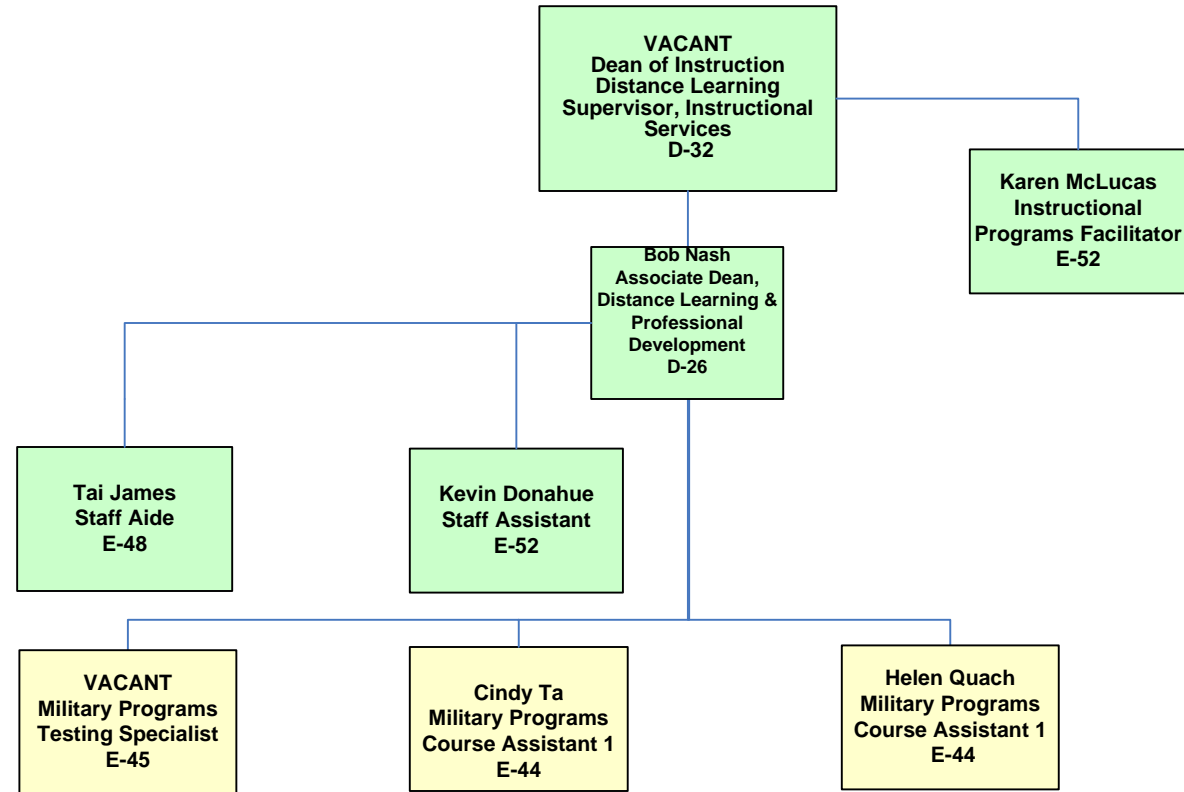 VACANT
Dean of Instruction
Distance Learning
Supervisor, Instructional
Services
D-32
Karen McLucas
Instructional
Programs Facilitator
E-52
Bob Nash
Associate Dean,
Distance Learning &
Professional
Development
D-26
Tai James
Staff Aide
E-48
Kevin Donahue
Staff Assistant
E-52
VACANT
Military Programs
Testing Specialist
E-45
Cindy Ta
Military Programs
Course Assistant 1
E-44
Helen Quach
Military Programs
Course Assistant 1
E-44